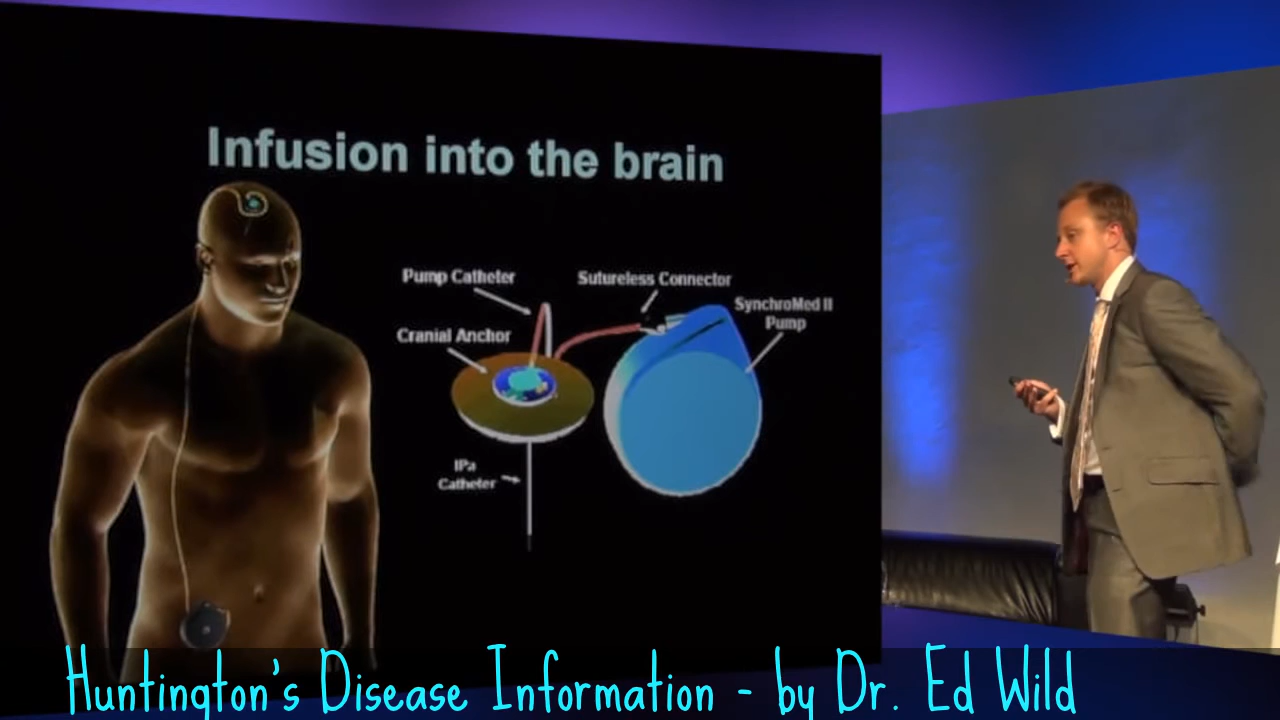 Infusion into the brain
Pump Catheter
Sutureless Connector
SynchroMed II
Pump
Cranial Anchor
IPa
Catheter
Huntington's Disease Information - by Dr. Ed Wild